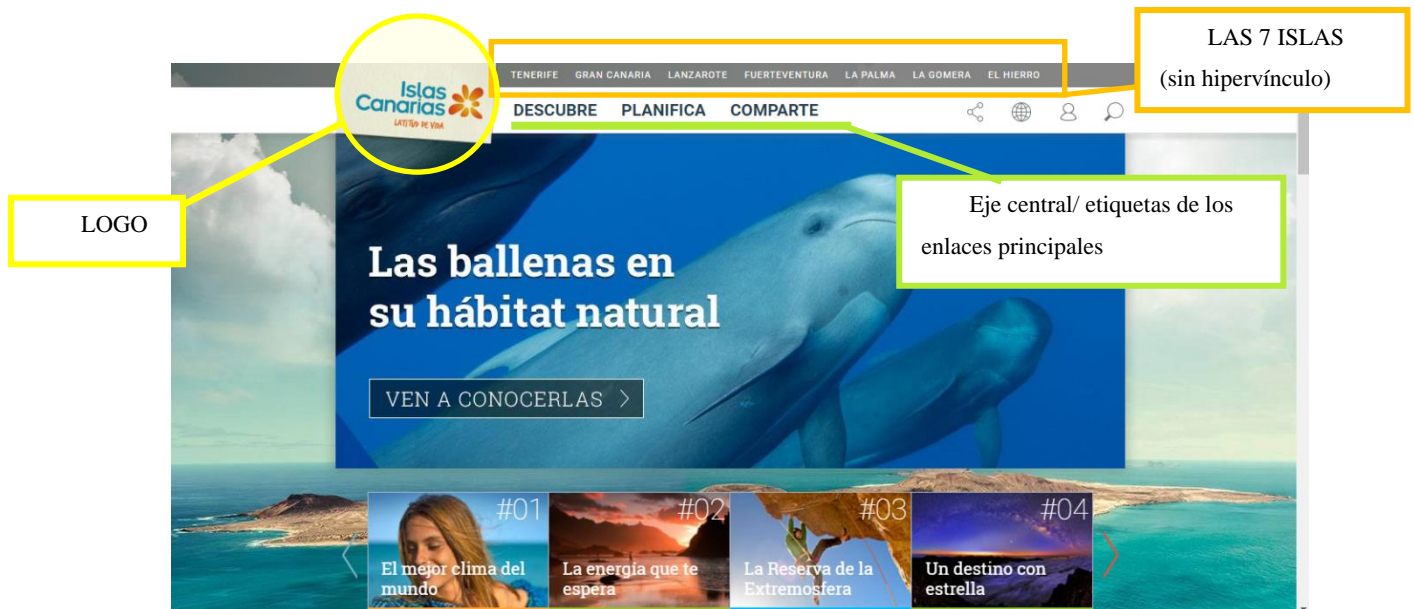 LAS 7 ISLAS
(sin hipervínculo)
TENERIFE GRAN CANARIA LANZAROTE FUERTEVENTURA LA PALMA LA GOMERA EL HIERRO
Islas
Canarias
LATITUD DE VIDA
DESCUBRE PLANIFICA COMPARTE
LOGO
Eje central/ etiquetas de los
enlaces principales
Las ballenas en
su hábitat natural
VEN A CONOCERLAS
#01
El mejor clima del
mundo
#02
La energía que te
espera
#03
La Reserva de la
Extremosfera
#04
Un destino con
estrella